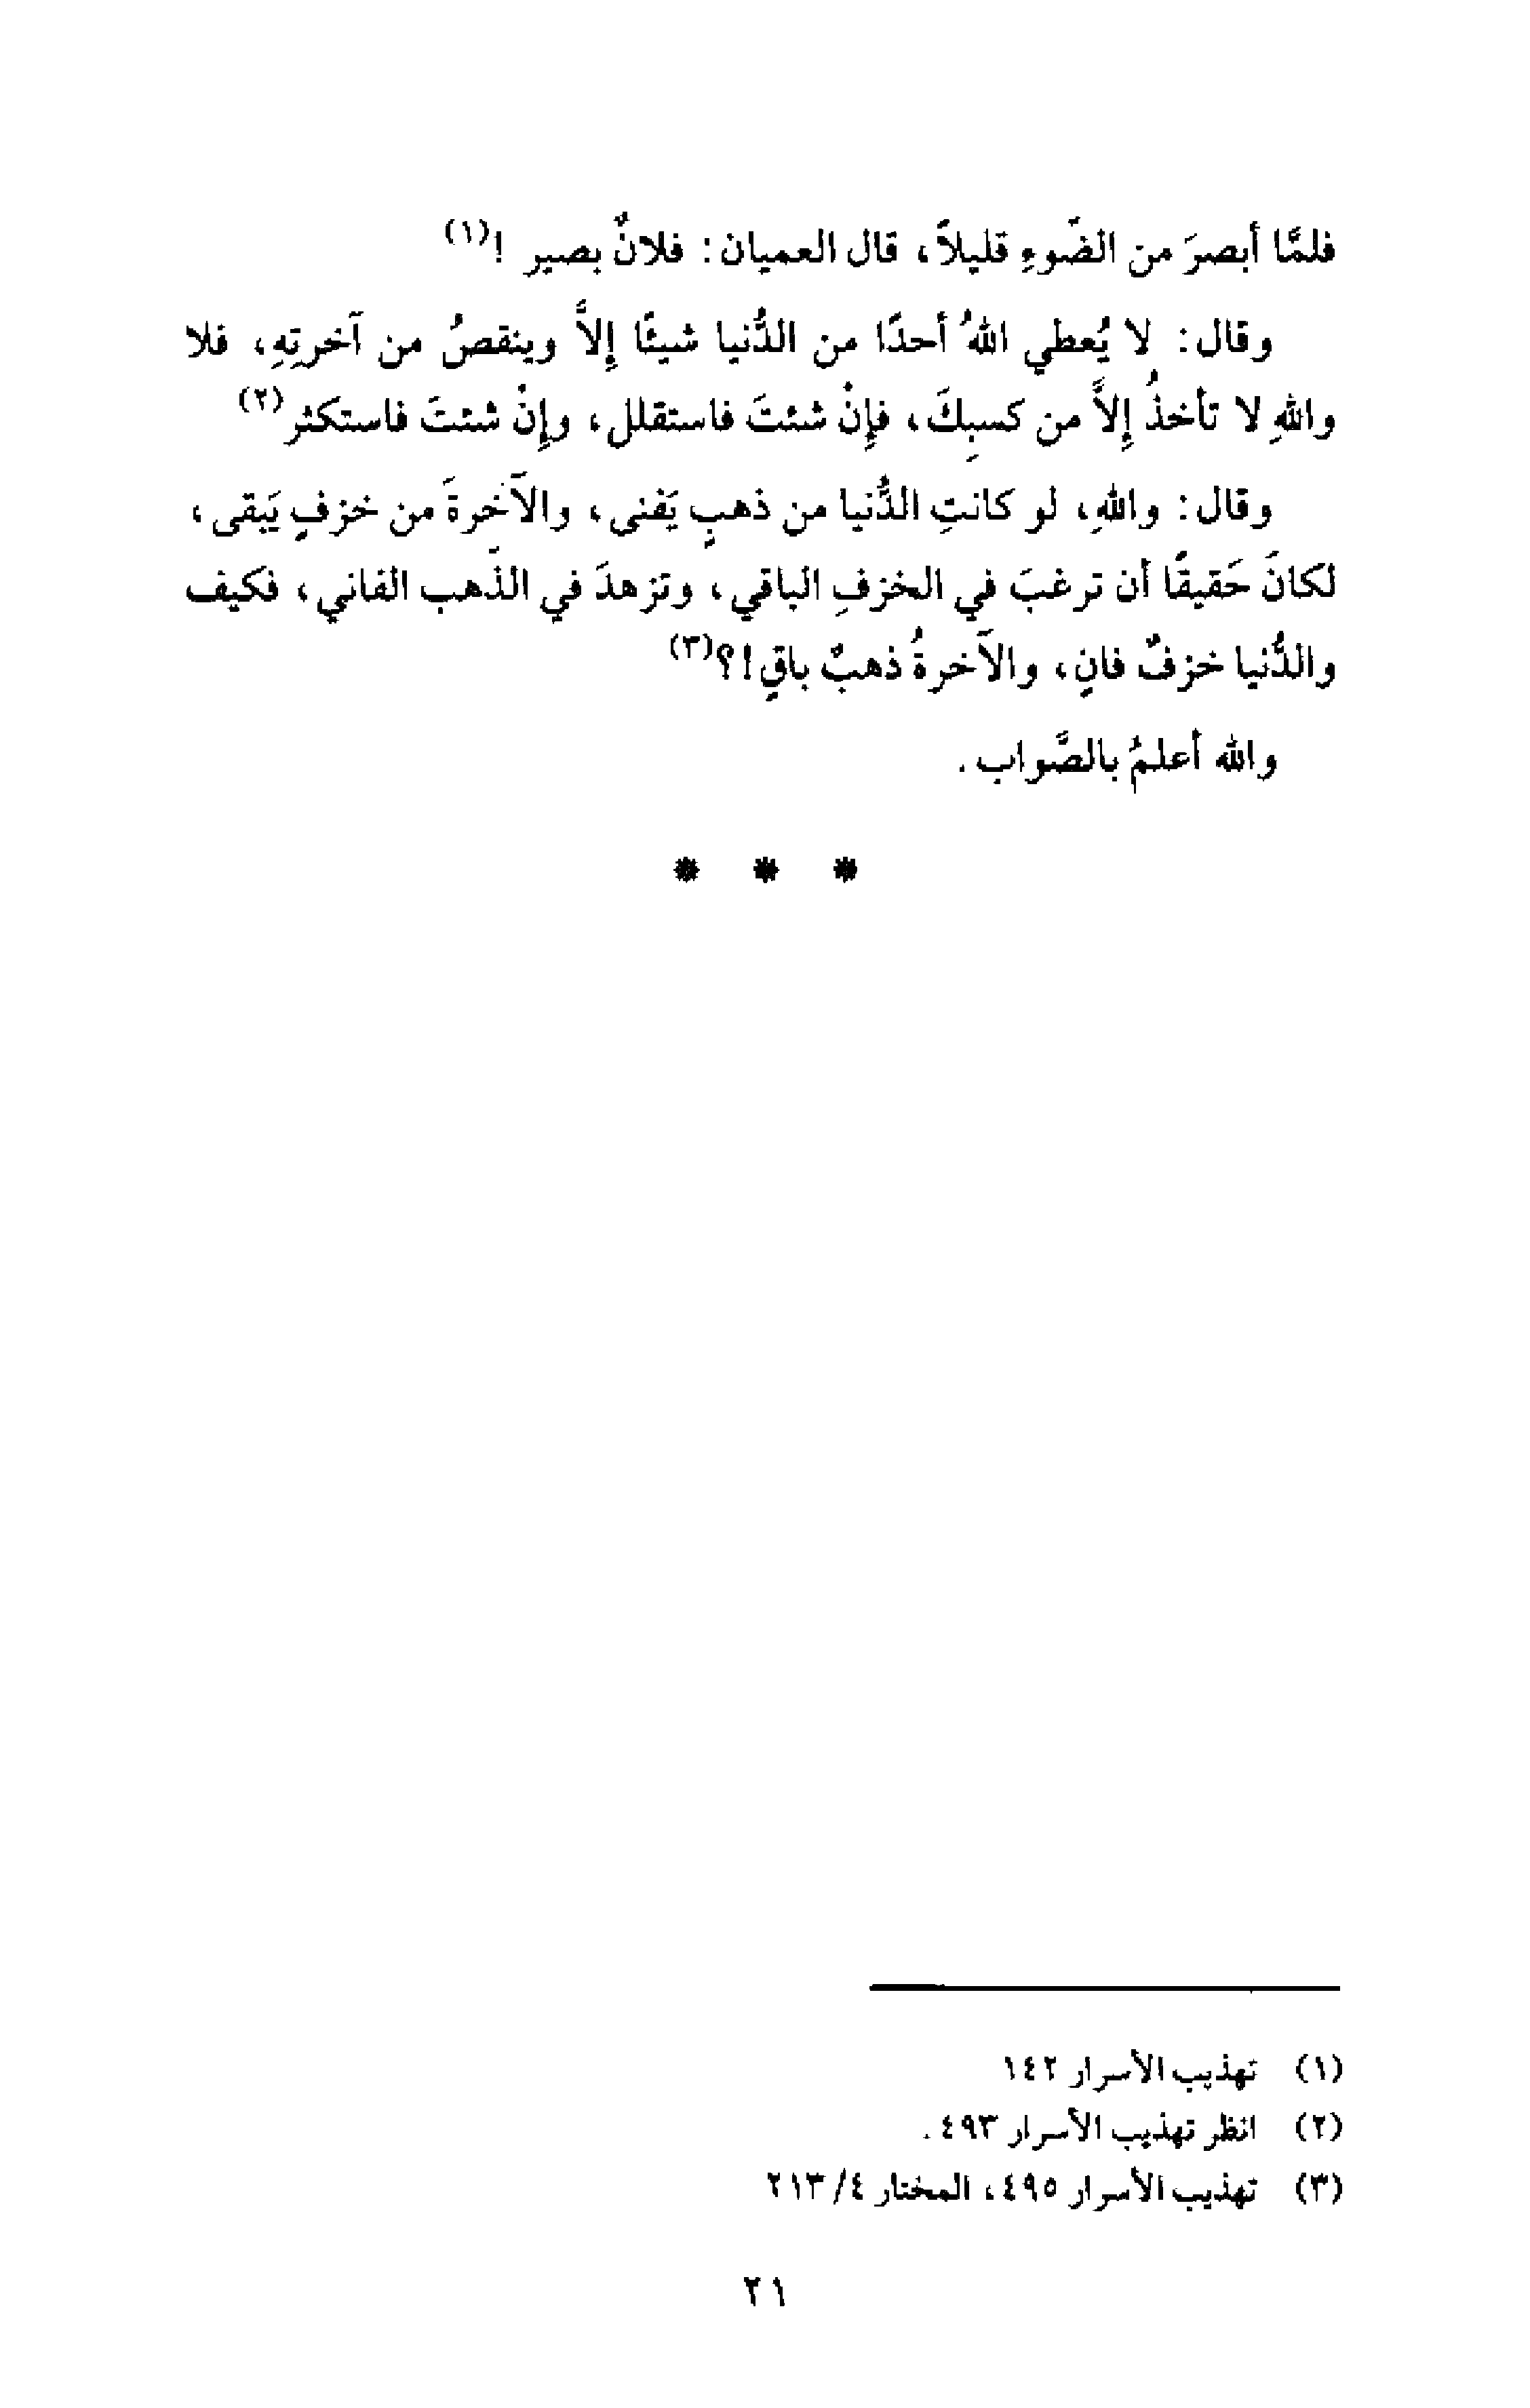 فلمَّا أبصرَ من الضَّوءِ قليلاً، قال العميان: فلانٌ بصير !(١)
وقال: لا يُعطي اللهُ أحدًا من الدُّنيا شيئًا إلاَّ وينقصُ من آخرتِهِ، فلا
واللهِ لا تأخذُ إلاَّ من كسبِكَ، فإنْ شئتَ فاستقلل، وإنْ شئتَ فاستكثر(٢)
وقال: واللهِ، لو كانتِ الدُّنيا من ذهبٍ يَفنى، والآخرةَ من خزفٍ يَبقى،
لكانَ حَقيقًا أن ترغبَ في الخزفِ الباقي، وتزهدَ في الذَّهب الفاني، فكيف
والدُّنيا خزفٌ فانٍ، والآخرةُ ذهبٌ باقٍ!؟(٣)
والله أعلمُ بالصَّواب.
* * *
(١) تهذيب الأسرار ١٤٢
(٢) انظر تهذيب الأسرار ٤٩٣.
(٣) تهذيب الأسرار ٤٩٥، المختار ٤/ ٢١٣
٢١